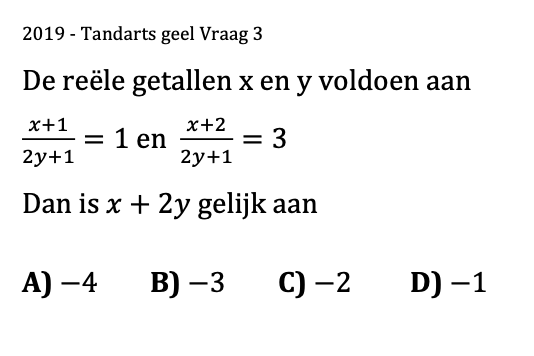 2019 - Tandarts geel Vraag 3
De reële getallen x en y voldoen aan
\frac{x+1}{2y+1} = 1 en \frac{x+2}{2y+1} = 3
Dan is x + 2y gelijk aan
A) −4 B) −3 C) −2 D) −1